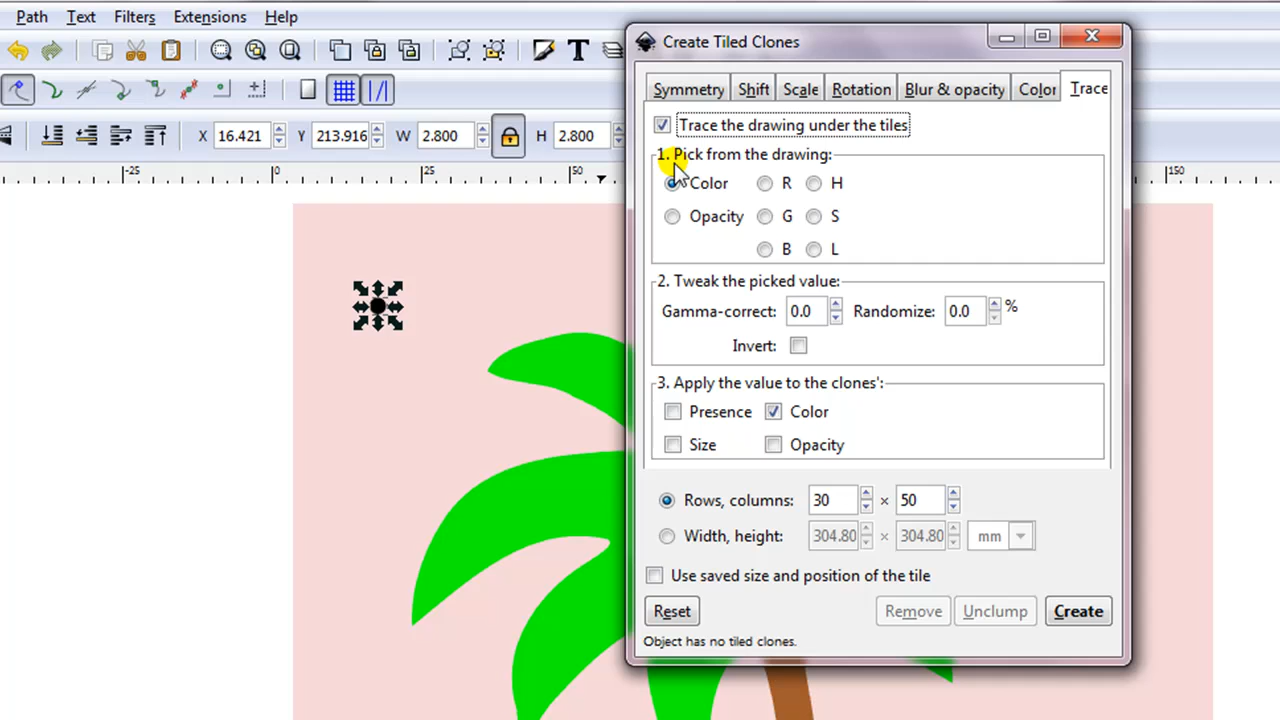 Path Text Filters Extensions Help
Create Tiled Clones
Symmetry Shift Scale Rotation Blur & opacity Color Trace
X 16.421 Y 213.916 W 2.800 H 2.800
Trace the drawing under the tiles
-25 0 25 50 150
1. Pick from the drawing:
Color R H
Opacity G S
B L
2. Tweak the picked value:
Gamma-correct: 0.0 Randomize: 0.0 %
Invert:
3. Apply the value to the clones':
Presence Color
Size Opacity
Rows, columns: 30 × 50
Width, height: 304.80 × 304.80 mm
Use saved size and position of the tile
Reset Remove Unclump Create
Object has no tiled clones.